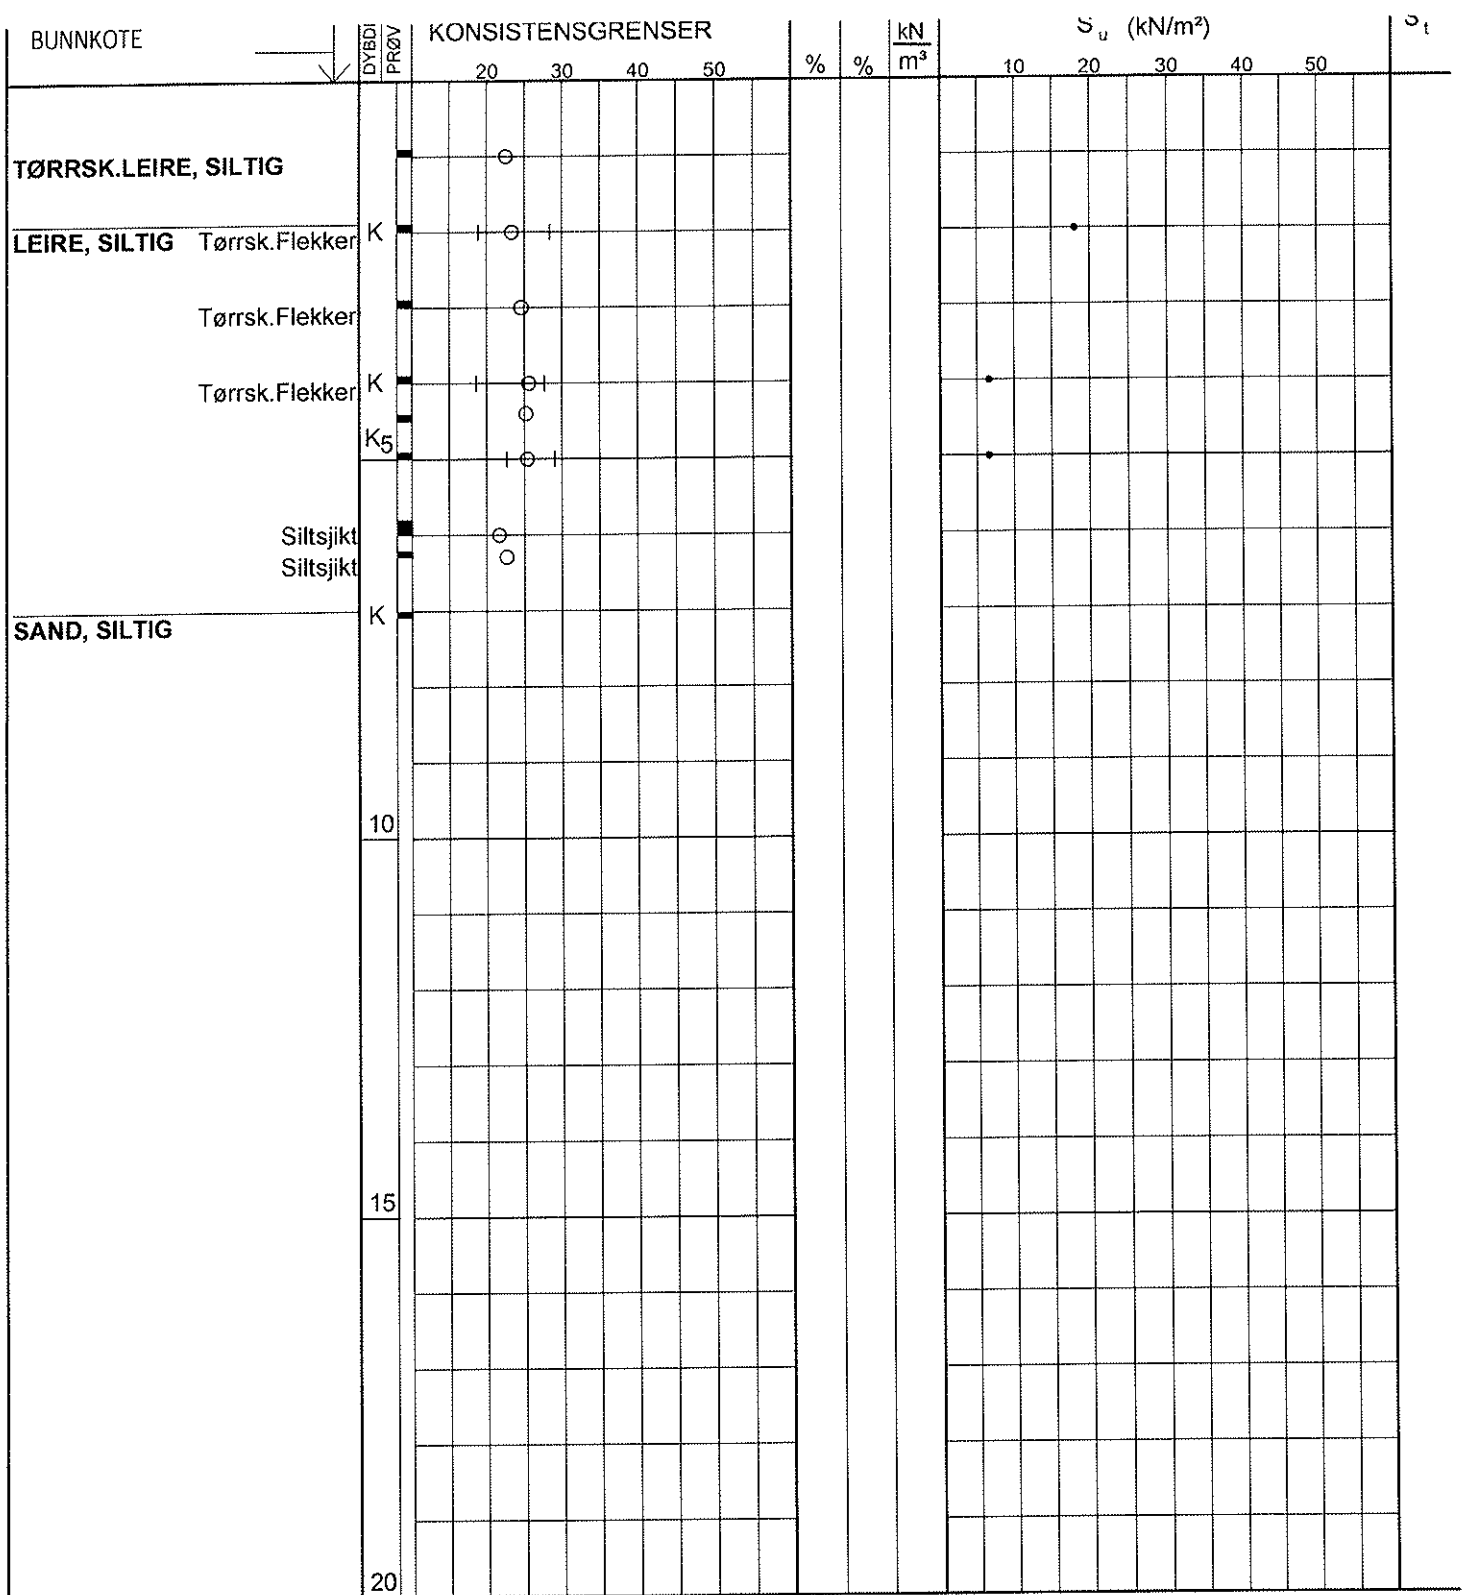 BUNNKOTE
DYBDE
PRØV
KONSISTENSGRENSER
20 30 40 50
%
%
kN
m³
S u (kN/m²)
10 20 30 40 50
S t
TØRRSK.LEIRE, SILTIG
LEIRE, SILTIG Tørrsk.Flekker K
Tørrsk.Flekker
Tørrsk.Flekker K
K 5
Siltsjikt
Siltsjikt
SAND, SILTIG K
10
15
20